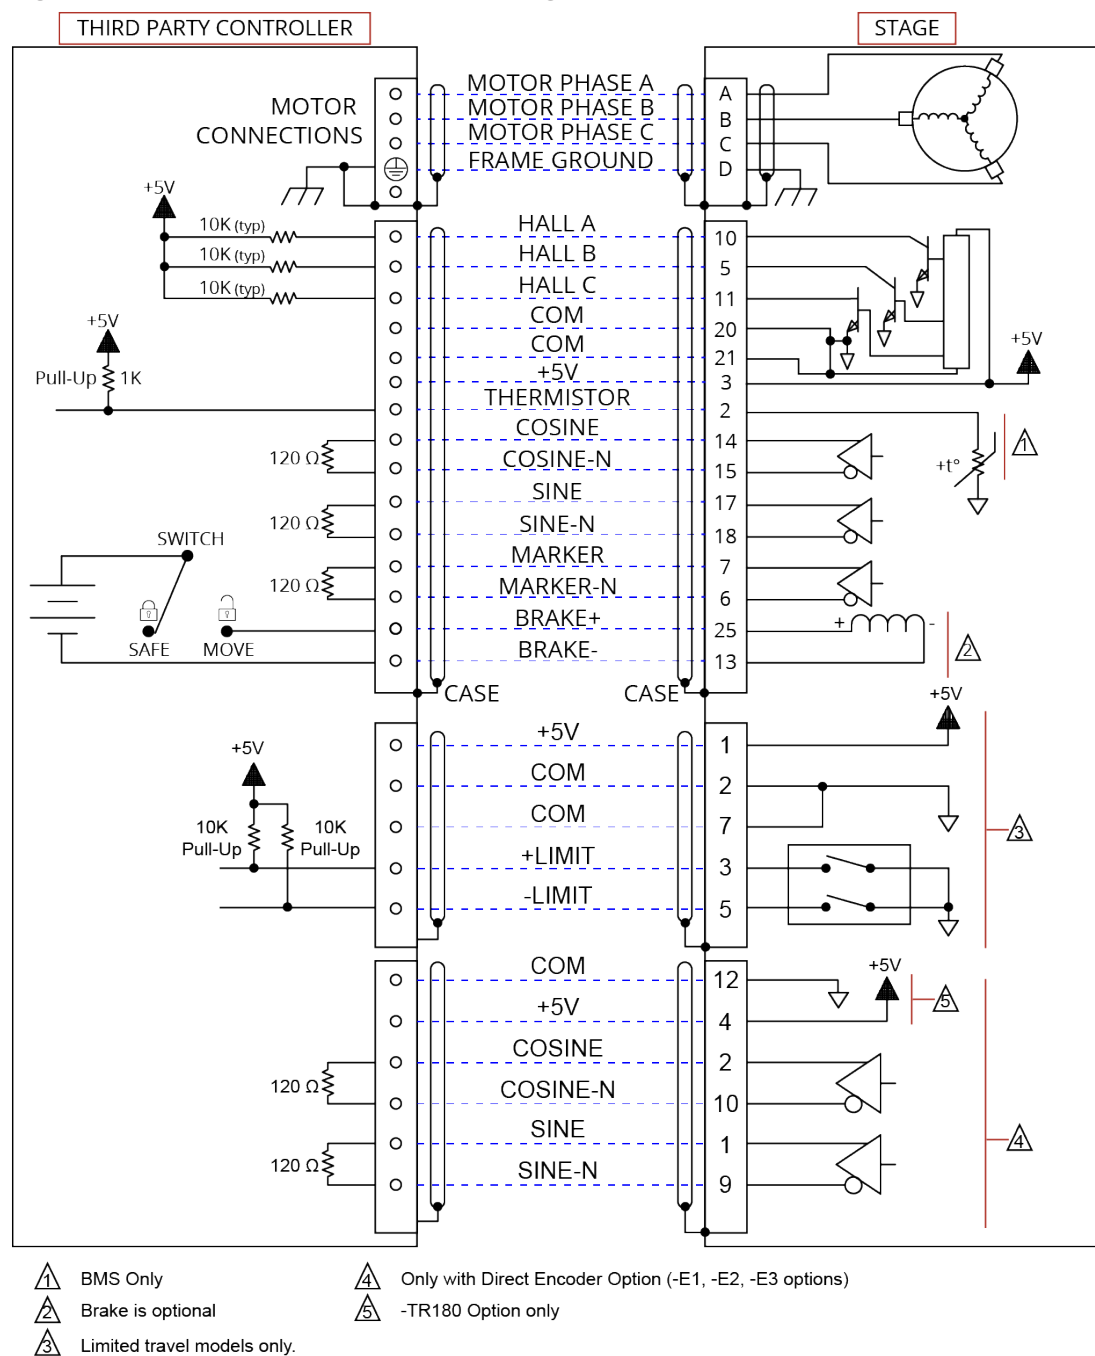 THIRD PARTY CONTROLLER
STAGE
MOTOR CONNECTIONS
MOTOR PHASE A
A
MOTOR PHASE B
B
MOTOR PHASE C
C
FRAME GROUND
D
+5V
10K (typ)
HALL A
10
10K (typ)
HALL B
5
10K (typ)
HALL C
11
COM
20
+5V
COM
21
+5V
Pull-Up 1K
+5V
3
THERMISTOR
2
COSINE
14
1
120 Ω
COSINE-N
15
+t°
SINE
17
120 Ω
SINE-N
18
SWITCH
MARKER
7
120 Ω
MARKER-N
6
BRAKE+
25
+ -
SAFE
MOVE
BRAKE-
13
2
CASE
CASE
+5V
+5V
1
+5V
COM
2
10K Pull-Up
10K Pull-Up
COM
7
3
+LIMIT
3
-LIMIT
5
COM
12
+5V
5
+5V
4
COSINE
2
120 Ω
COSINE-N
10
SINE
1
4
120 Ω
SINE-N
9
1 BMS Only
4 Only with Direct Encoder Option (-E1, -E2, -E3 options)
2 Brake is optional
5 -TR180 Option only
3 Limited travel models only.